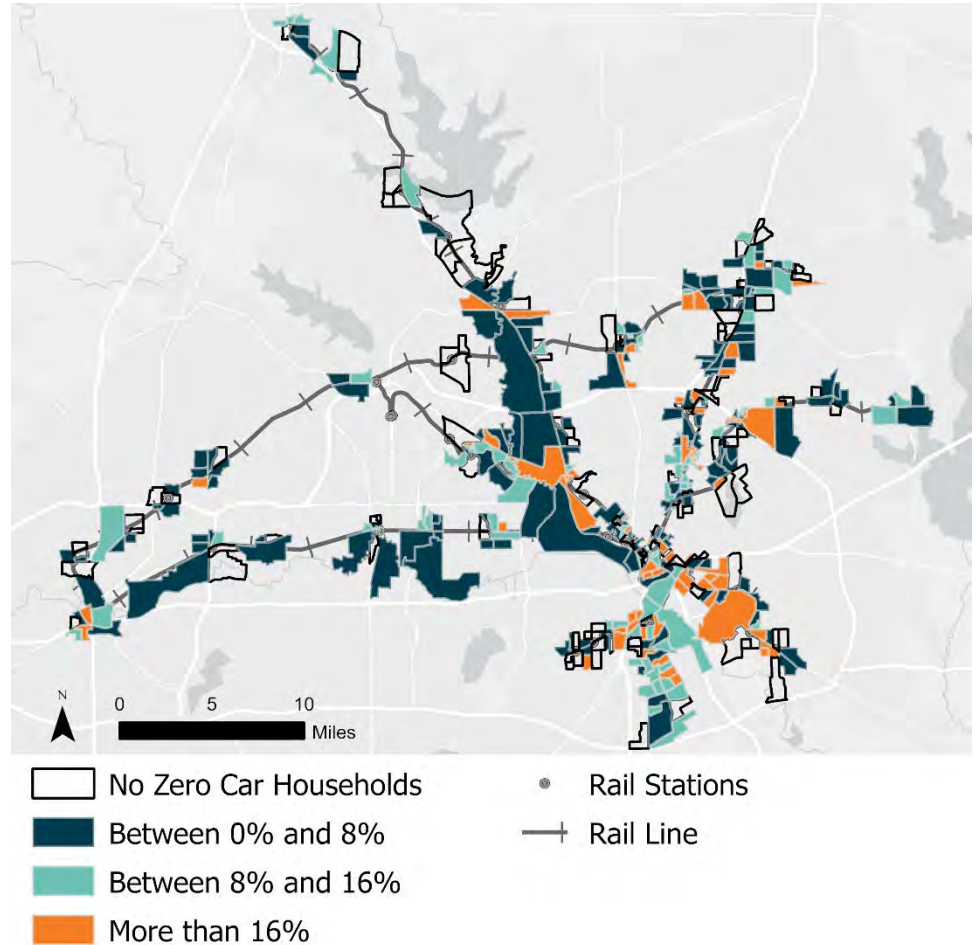 N
0 5 10
Miles
No Zero Car Households
Rail Stations
Between 0% and 8%
Rail Line
Between 8% and 16%
More than 16%